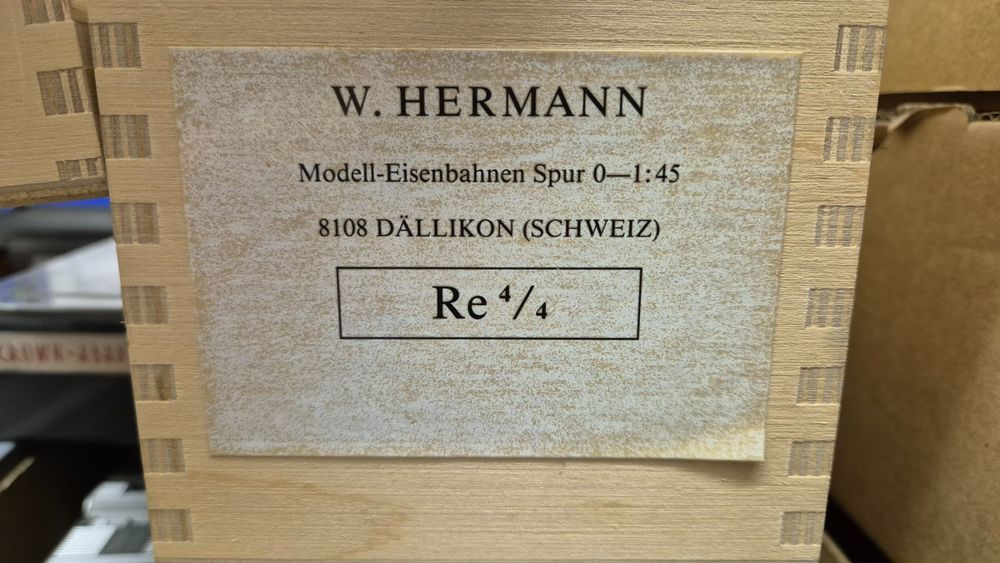 W. HERMANN
Modell-Eisenbahnen Spur 0—1:45
8108 DÄLLIKON (SCHWEIZ)
Re 4/4